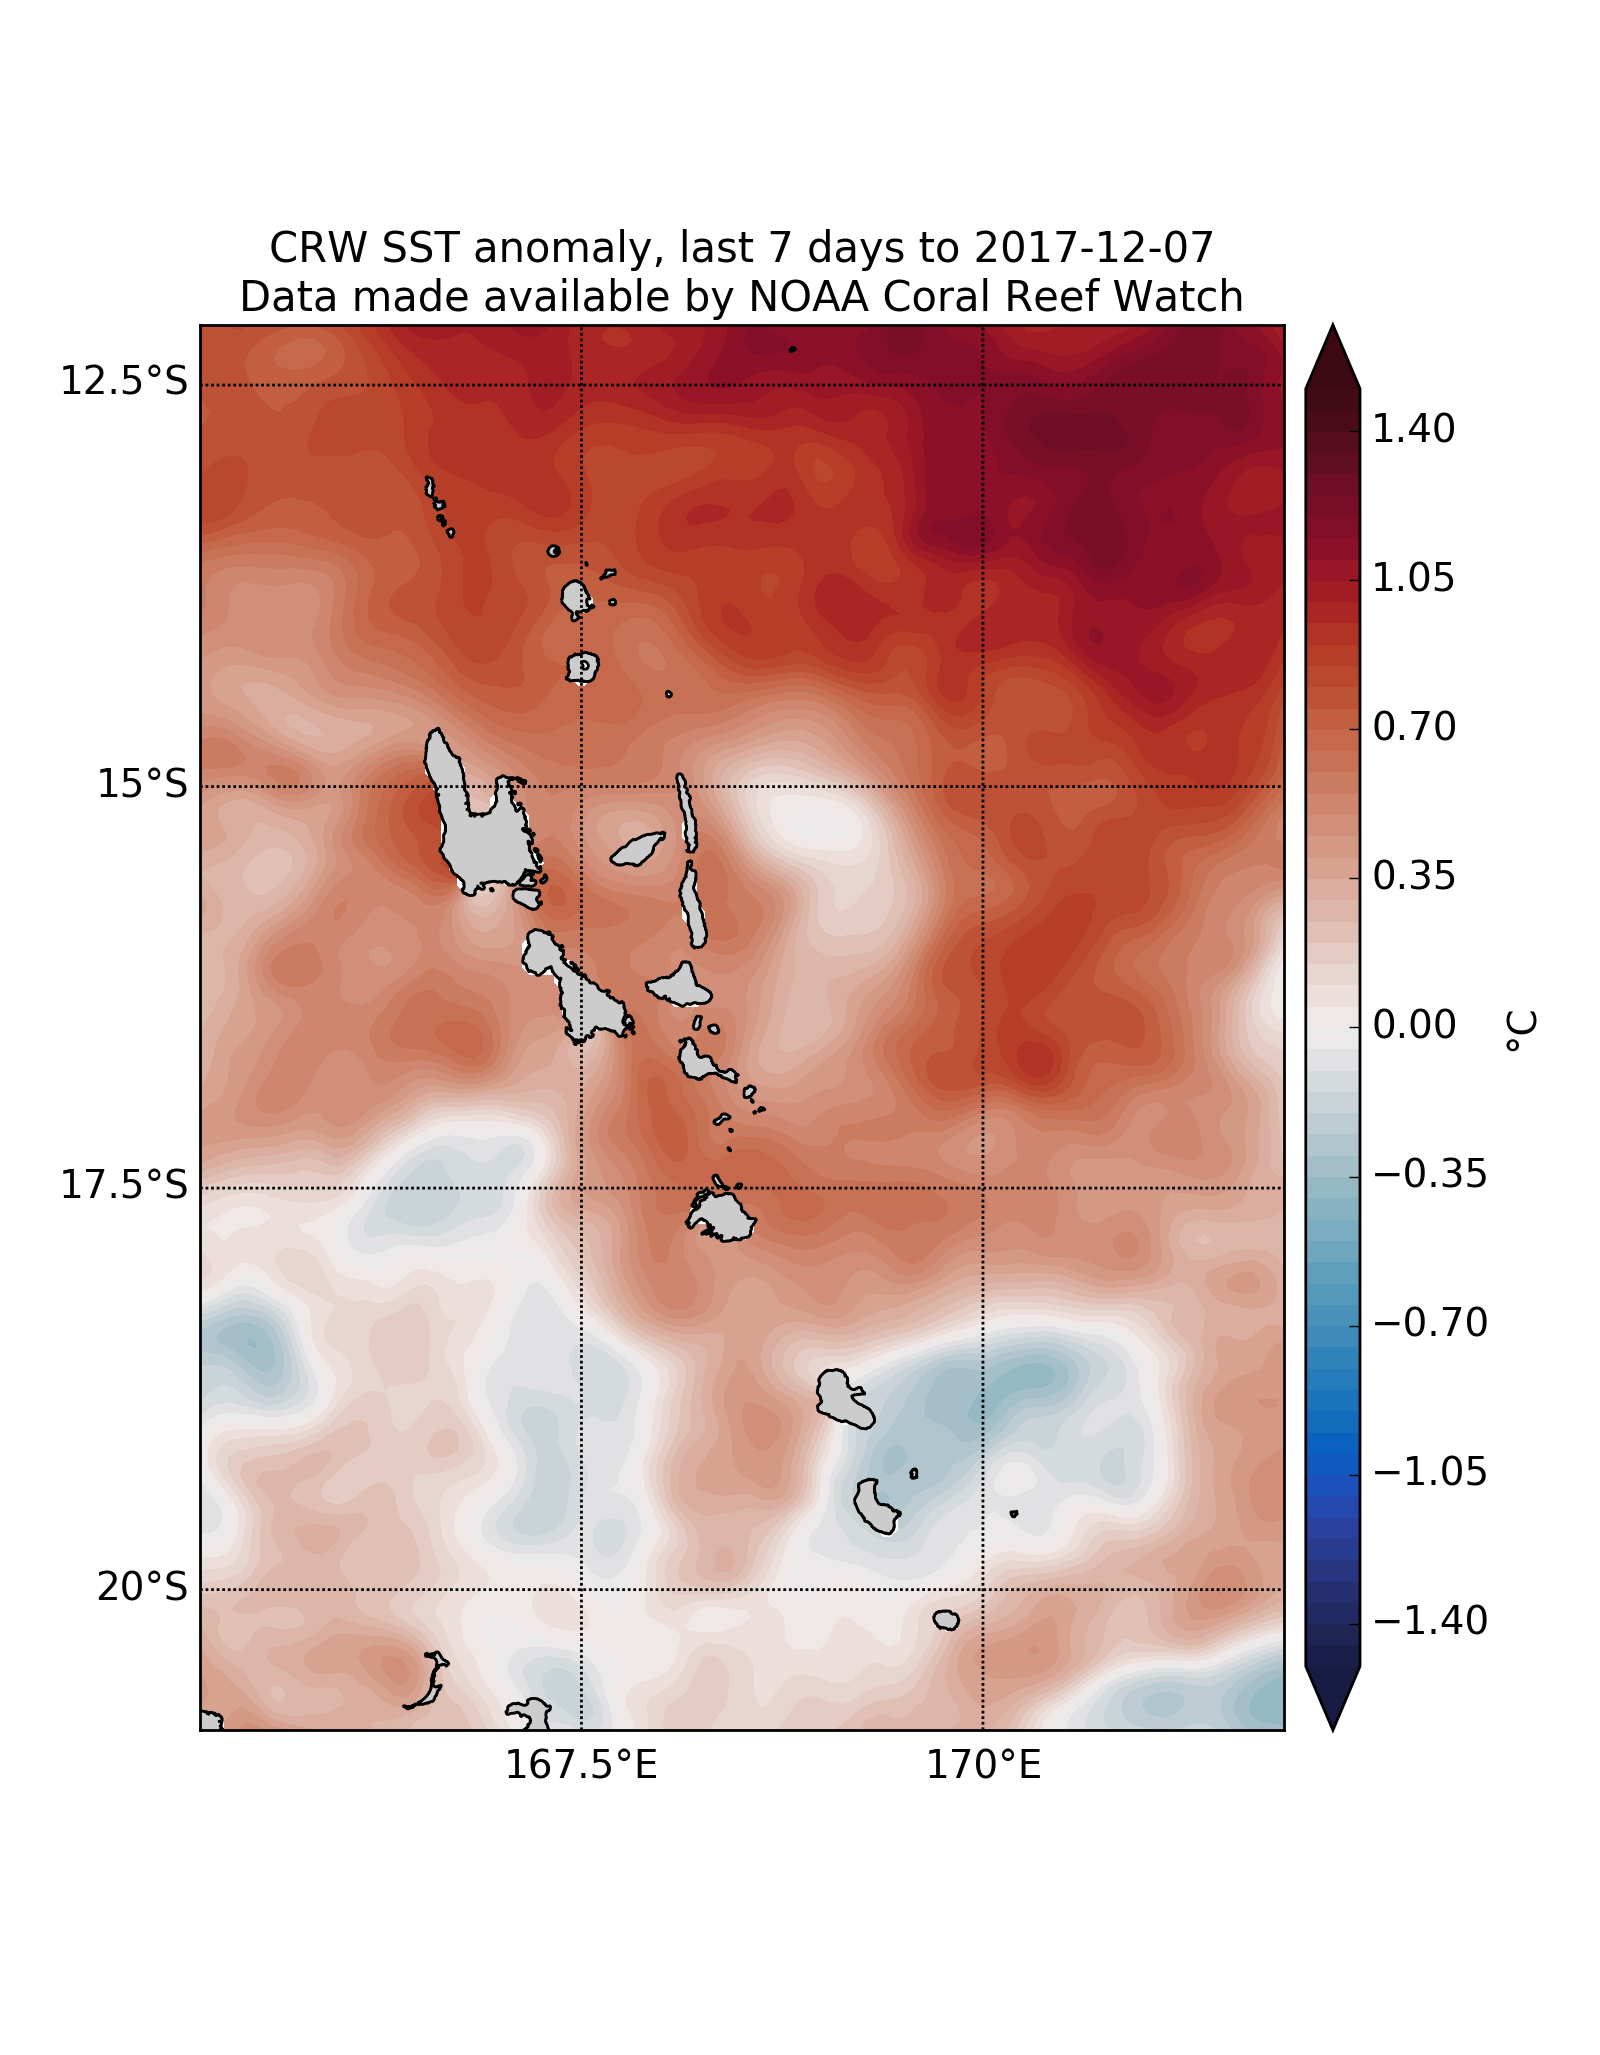 CRW SST anomaly, last 7 days to 2017-12-07
Data made available by NOAA Coral Reef Watch
12.5°S
15°S
17.5°S
20°S
167.5°E
170°E
1.40
1.05
0.70
0.35
0.00
−0.35
−0.70
−1.05
−1.40
°C